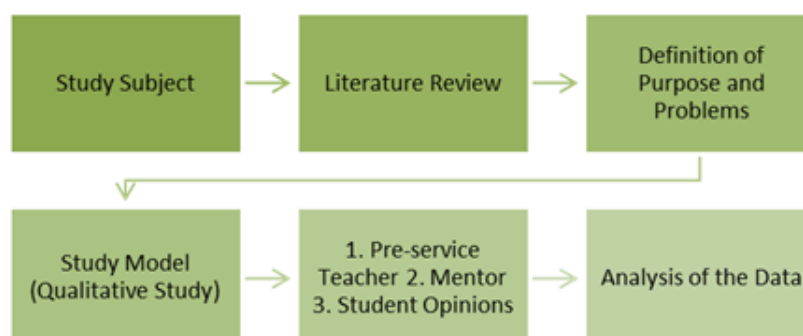 Study Subject
Literature Review
Definition of
Purpose and
Problems
Study Model
(Qualitative Study)
1. Pre-service
Teacher 2. Mentor
3. Student Opinions
Analysis of the Data